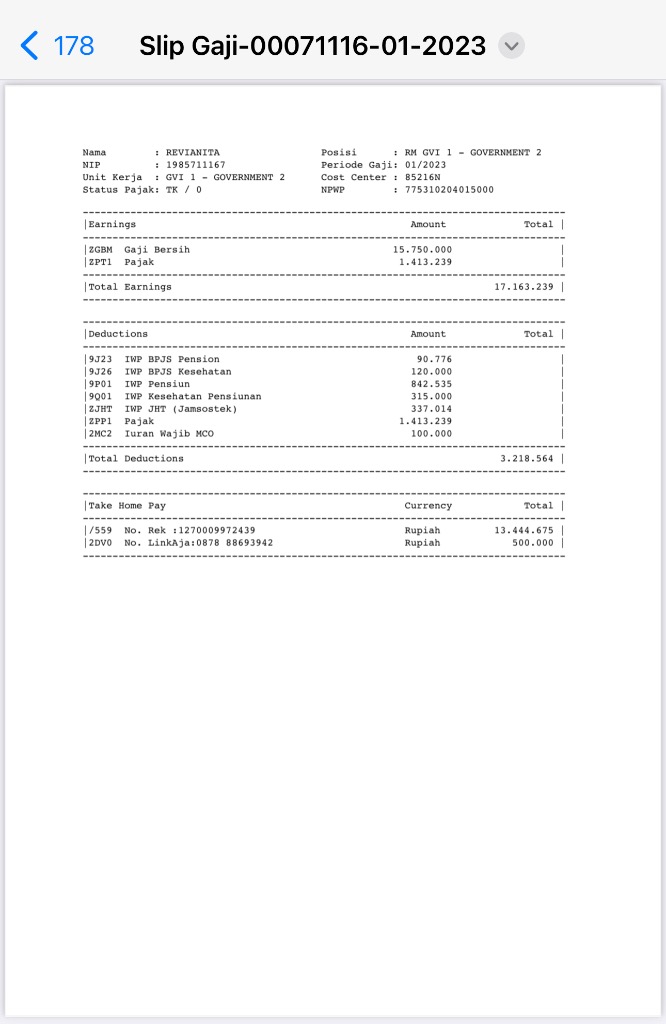 178 Slip Gaji-00071116-01-2023
Nama : REVIANITA Posisi : RM GVI 1 - GOVERNMENT 2
NIP : 1985711167 Periode Gaji: 01/2023
Unit Kerja : GVI 1 - GOVERNMENT 2 Cost Center : 85216N
Status Pajak: TK / 0 NPWP : 775310204015000
|Earnings Amount Total |
|ZGBM Gaji Bersih 15.750.000 |
|ZPT1 Pajak 1.413.239 |
|Total Earnings 17.163.239 |
|Deductions Amount Total |
|9J23 IWP BPJS Pension 90.776 |
|9J26 IWP BPJS Kesehatan 120.000 |
|9P01 IWP Pensiun 842.535 |
|9Q01 IWP Kesehatan Pensiunan 315.000 |
|ZJHT IWP JHT (Jamsostek) 337.014 |
|ZPP1 Pajak 1.413.239 |
|2MC2 Iuran Wajib MCO 100.000 |
|Total Deductions 3.218.564 |
|Take Home Pay Currency Total |
|/559 No. Rek :1270009972439 Rupiah 13.444.675 |
|2DV0 No. LinkAja:0878 88693942 Rupiah 500.000 |